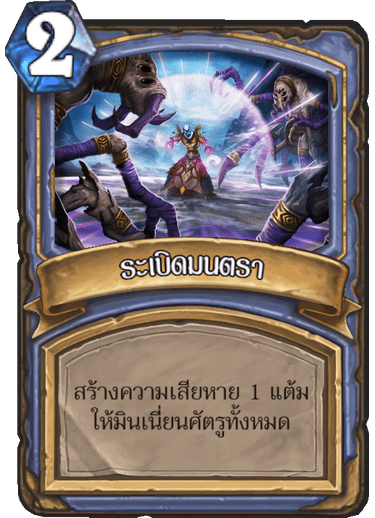 2
ระเบิดมนตรา
สร้างความเสียหาย 1 แต้ม
ให้มินเนี่ยนศัตรูทั้งหมด